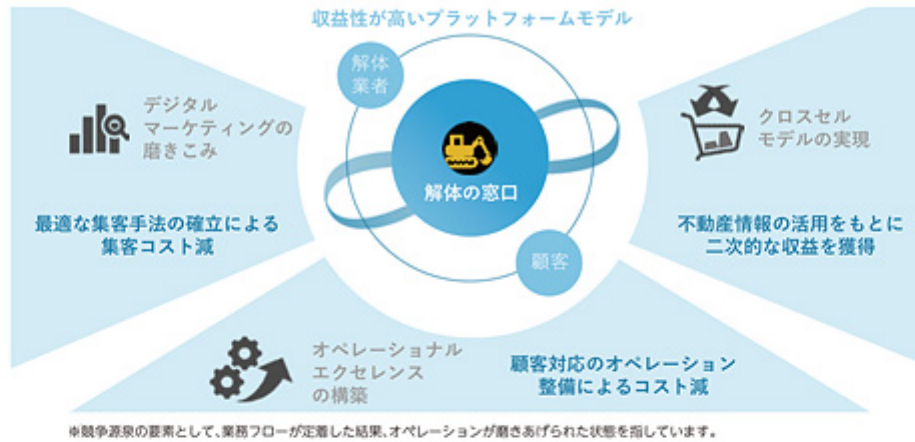 収益性が高いプラットフォームモデル
解体
業者
解体の窓口
顧客
デジタル
マーケティングの
磨きこみ
最適な集客手法の確立による
集客コスト減
クロスセル
モデルの実現
不動産情報の活用をもとに
二次的な収益を獲得
オペレーショナル
エクセレンス
の構築
顧客対応のオペレーション
整備によるコスト減
※競争源泉の要素として、業務フローが定着した結果、オペレーションが磨きあげられた状態を指しています。